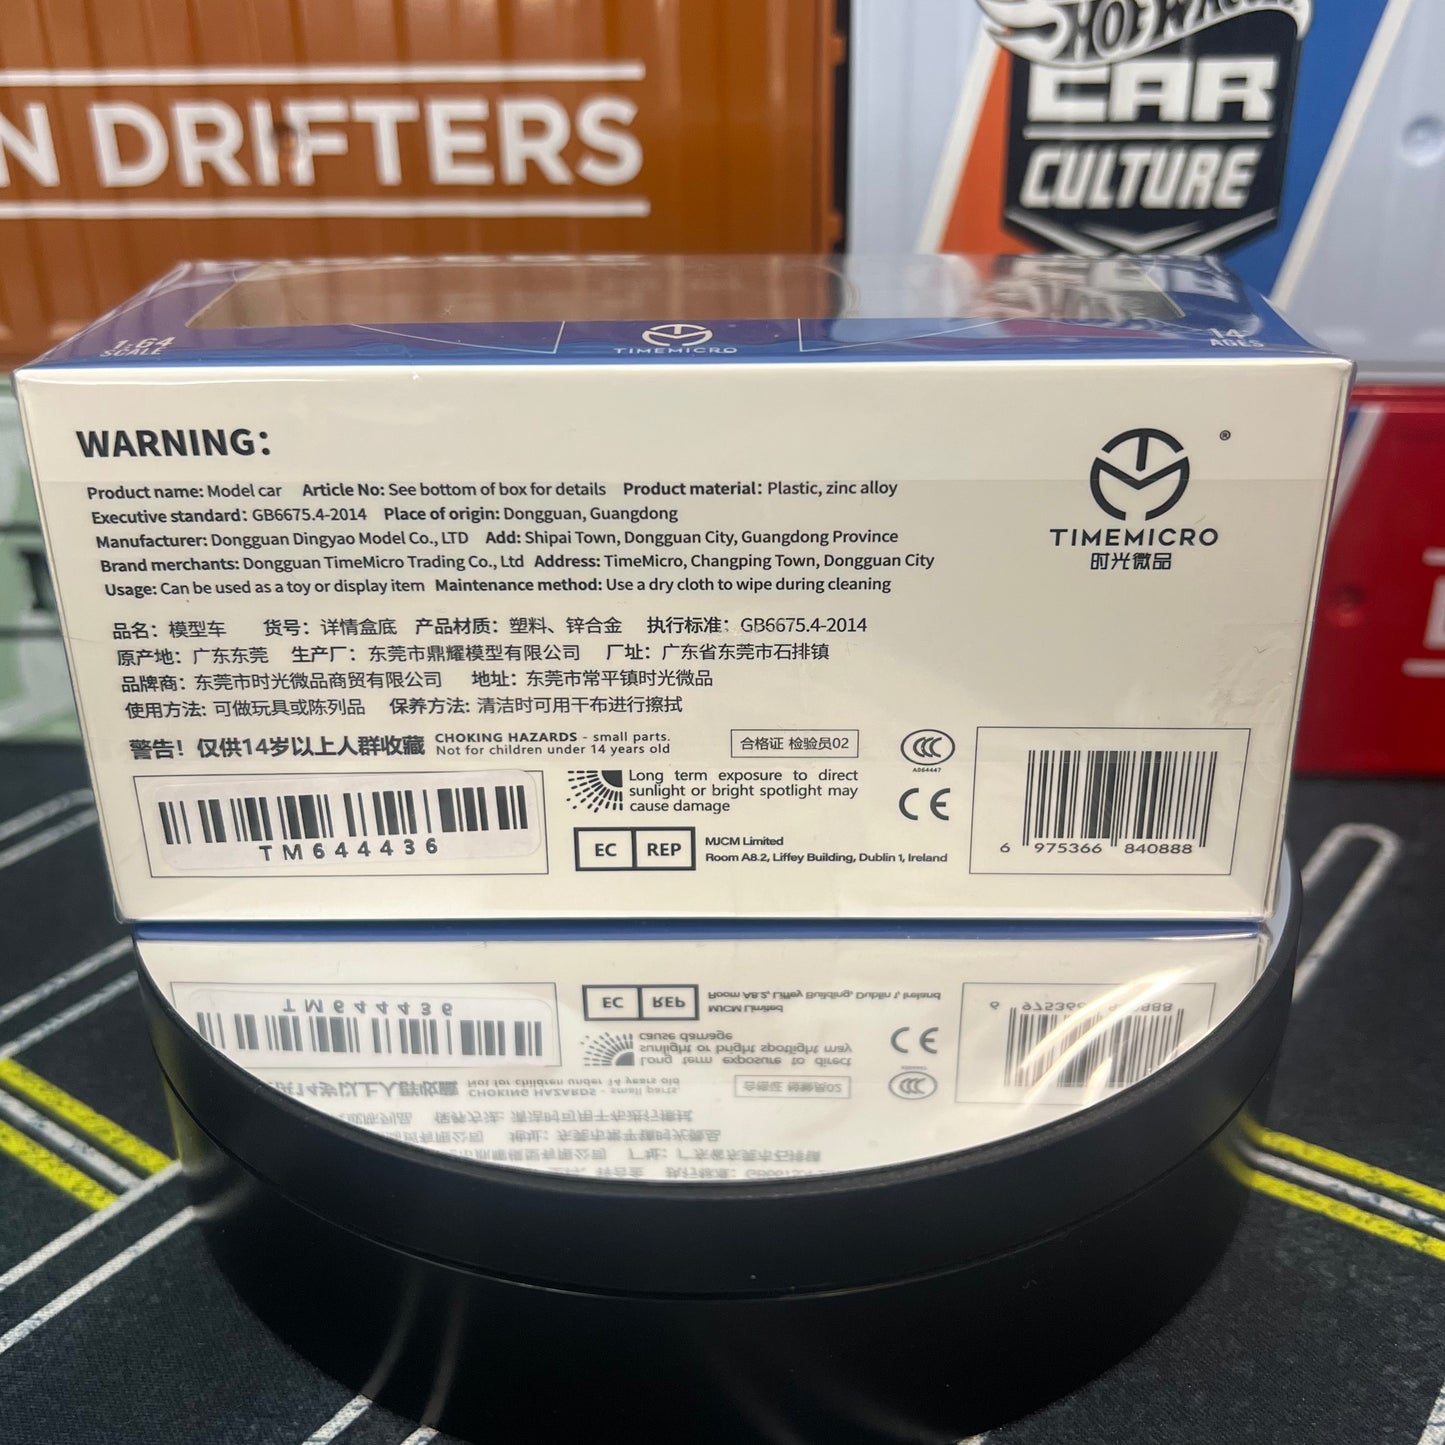 N DRIFTERS
HOT WHEELS
CAR
CULTURE
1:64
SCALE
TIMEMICRO
14+
AGES
WARNING:
Product name: Model car Article No: See bottom of box for details Product material: Plastic, zinc alloy
Executive standard: GB6675.4-2014 Place of origin: Dongguan, Guangdong
Manufacturer: Dongguan Dingyao Model Co., LTD Add: Shipai Town, Dongguan City, Guangdong Province
Brand merchants: Dongguan TimeMicro Trading Co., Ltd Address: TimeMicro, Changping Town, Dongguan City
Usage: Can be used as a toy or display item Maintenance method: Use a dry cloth to wipe during cleaning
®
TIMEMICRO
时光微品
品名：模型车 货号：详情盒底 产品材质：塑料、锌合金 执行标准：GB6675.4-2014
原产地：广东东莞 生产厂：东莞市鼎耀模型有限公司 厂址：广东省东莞市石排镇
品牌商：东莞市时光微品商贸有限公司 地址：东莞市常平镇时光微品
使用方法: 可做玩具或陈列品 保养方法: 清洁时可用干布进行擦拭
警告！仅供14岁以上人群收藏
CHOKING HAZARDS - small parts.
Not for children under 14 years old
合格证 检验员02
CCC
A064447
Long term exposure to direct
sunlight or bright spotlight may
cause damage
CE
TM644436
EC REP
MJCM Limited
Room A8.2, Liffey Building, Dublin 1, Ireland
6 975366 840888